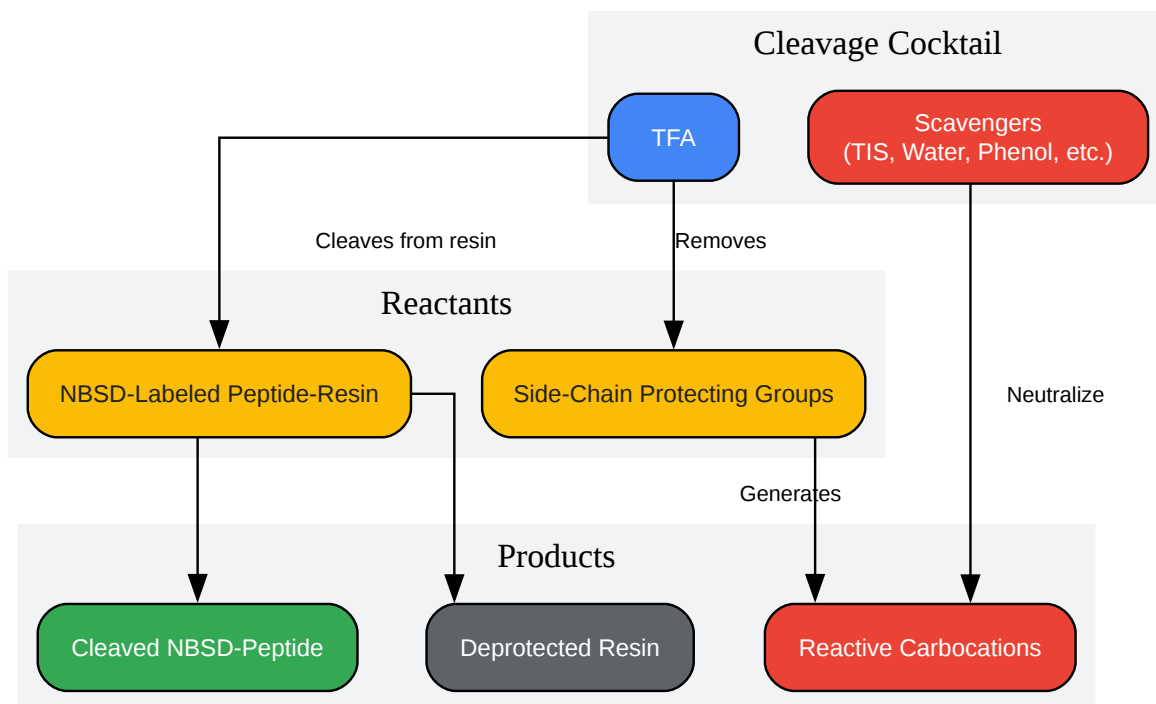 Cleavage Cocktail
TFA
Scavengers
(TIS, Water, Phenol, etc.)
Cleaves from resin
Removes
Reactants
NBSD-Labeled Peptide-Resin
Side-Chain Protecting Groups
Neutralize
Generates
Products
Cleaved NBSD-Peptide
Deprotected Resin
Reactive Carbocations